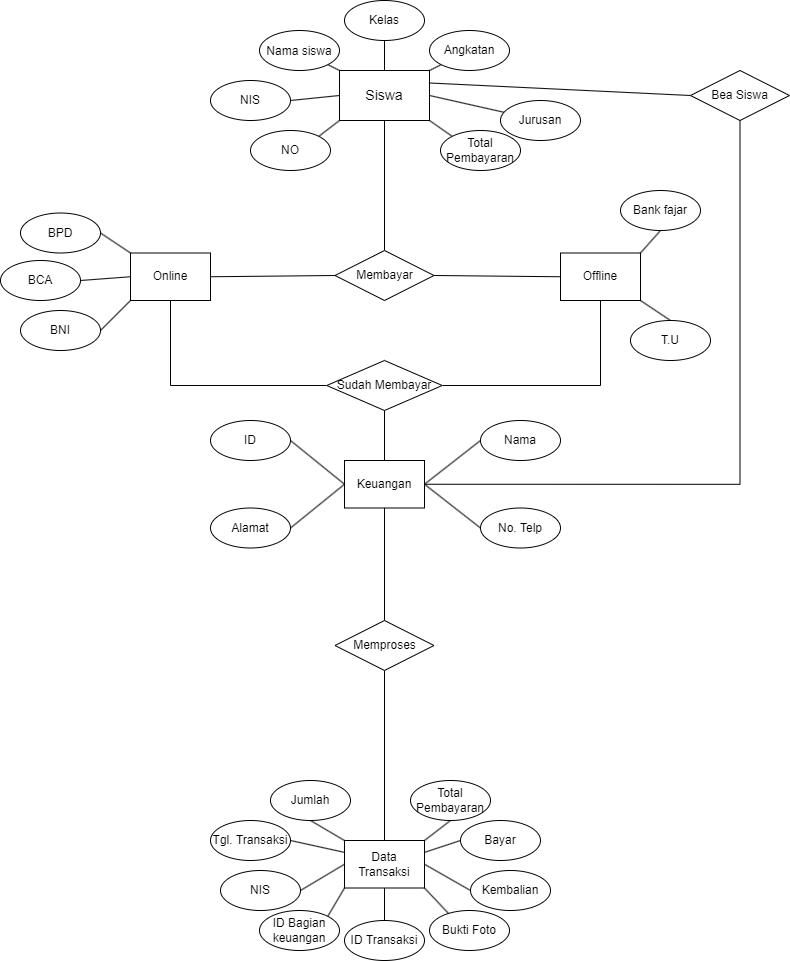 Kelas
Nama siswa
Angkatan
Siswa
Bea Siswa
NIS
Jurusan
NO
Total
Pembayaran
Bank fajar
BPD
Online
Membayar
Offline
BCA
BNI
T.U
Sudah Membayar
ID
Nama
Keuangan
Alamat
No. Telp
Memproses
Jumlah
Total
Pembayaran
Tgl. Transaksi
Bayar
Data
Transaksi
NIS
Kembalian
ID Bagian
keuangan
ID Transaksi
Bukti Foto